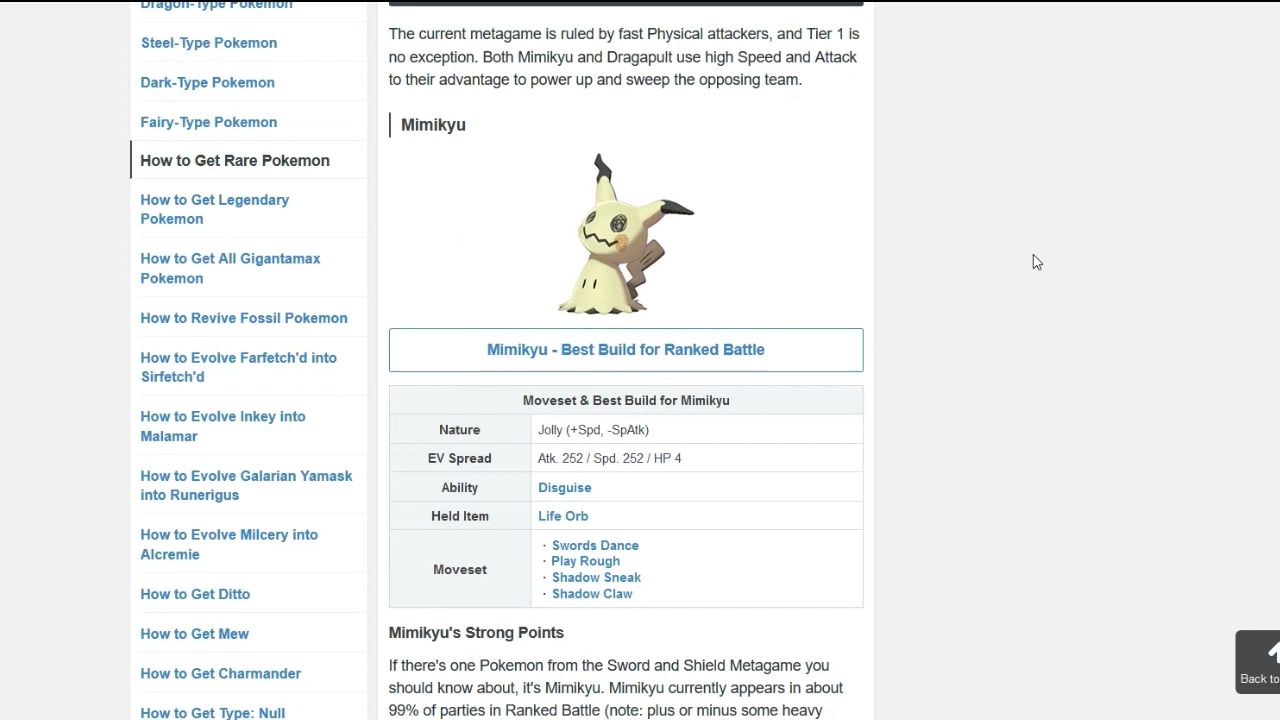 Dragon-Type Pokemon
Steel-Type Pokemon
Dark-Type Pokemon
Fairy-Type Pokemon
How to Get Rare Pokemon
How to Get Legendary
Pokemon
How to Get All Gigantamax
Pokemon
How to Revive Fossil Pokemon
How to Evolve Farfetch'd into
Sirfetch'd
How to Evolve Inkey into
Malamar
How to Evolve Galarian Yamask
into Runerigus
How to Evolve Milcery into
Alcremie
How to Get Ditto
How to Get Mew
How to Get Charmander
How to Get Type: Null
The current metagame is ruled by fast Physical attackers, and Tier 1 is
no exception. Both Mimikyu and Dragapult use high Speed and Attack
to their advantage to power up and sweep the opposing team.
Mimikyu
Mimikyu - Best Build for Ranked Battle
Moveset & Best Build for Mimikyu
Nature Jolly (+Spd, -SpAtk)
EV Spread Atk. 252 / Spd. 252 / HP 4
Ability Disguise
Held Item Life Orb
Moveset
· Swords Dance
· Play Rough
· Shadow Sneak
· Shadow Claw
Mimikyu's Strong Points
If there's one Pokemon from the Sword and Shield Metagame you
should know about, it's Mimikyu. Mimikyu currently appears in about
99% of parties in Ranked Battle (note: plus or minus some heavy
Back to